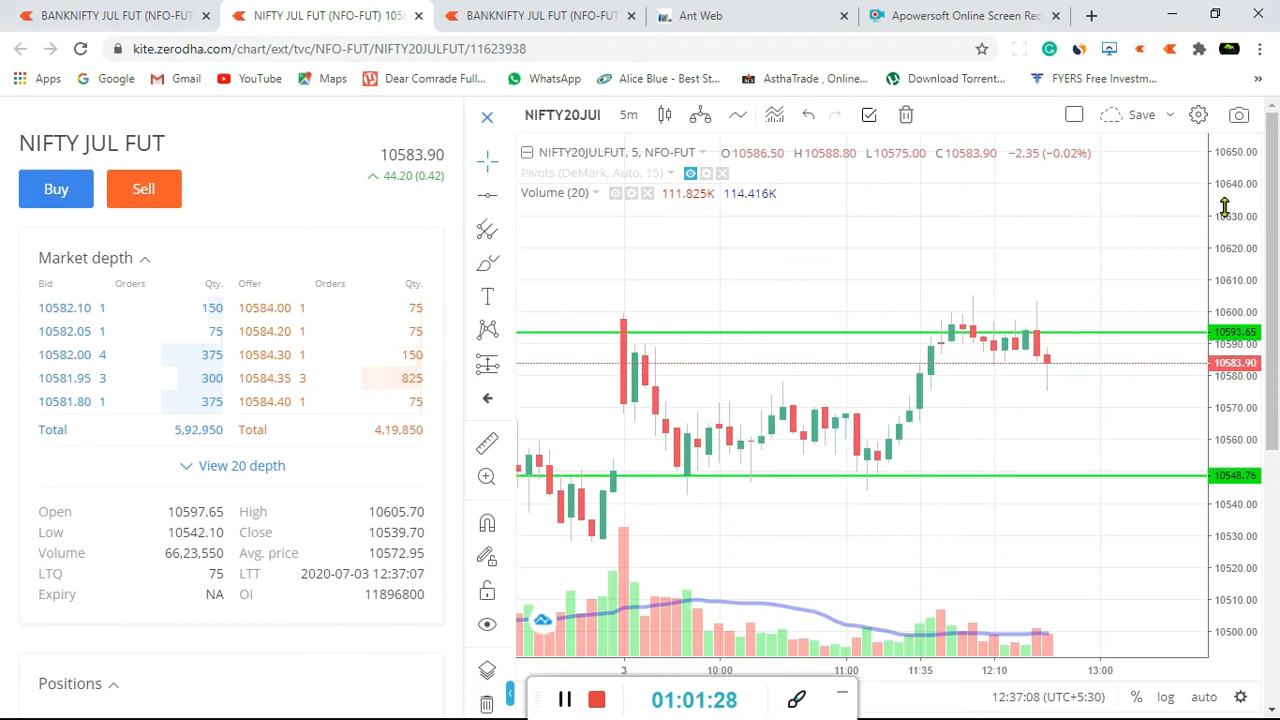 BANKNIFTY JUL FUT (NFO-FUT
NIFTY JUL FUT (NFO-FUT) 105
BANKNIFTY JUL FUT (NFO-FUT
Ant Web
Apowersoft Online Screen Rec
kite.zerodha.com/chart/ext/tvc/NFO-FUT/NIFTY20JULFUT/11623938
Apps Google Gmail YouTube Maps Dear Comrade Full... WhatsApp Alice Blue - Best St... AsthaTrade , Online... Download Torrent... FYERS Free Investm... »
NIFTY JUL FUT
10583.90
44.20 (0.42)
Buy Sell
Market depth
Bid Orders Qty. Offer Orders Qty.
10582.10 1 150 10584.00 1 75
10582.05 1 75 10584.20 1 75
10582.00 4 375 10584.30 1 150
10581.95 3 300 10584.35 3 825
10581.80 1 375 10584.40 1 75
Total 5,92,950 Total 4,19,850
View 20 depth
Open 10597.65 High 10605.70
Low 10542.10 Close 10539.70
Volume 66,23,550 Avg. price 10572.95
LTQ 75 LTT 2020-07-03 12:37:07
Expiry NA OI 11896800
Positions
NIFTY20JUL 5m Save
NIFTY20JULFUT, 5, NFO-FUT O10586.50 H10588.80 L10575.00 C10583.90 −2.35 (−0.02%)
Pivots (DeMark, Auto, 15)
Volume (20) 111.825K 114.416K
10650.00
10640.00
10630.00
10620.00
10610.00
10600.00
10593.65
10590.00
10583.90
10580.00
10570.00
10560.00
10548.76
10540.00
10530.00
10520.00
10510.00
10500.00
3 10:00 11:00 11:35 12:10 13:00
01:01:28
12:37:08 (UTC+5:30) % log auto